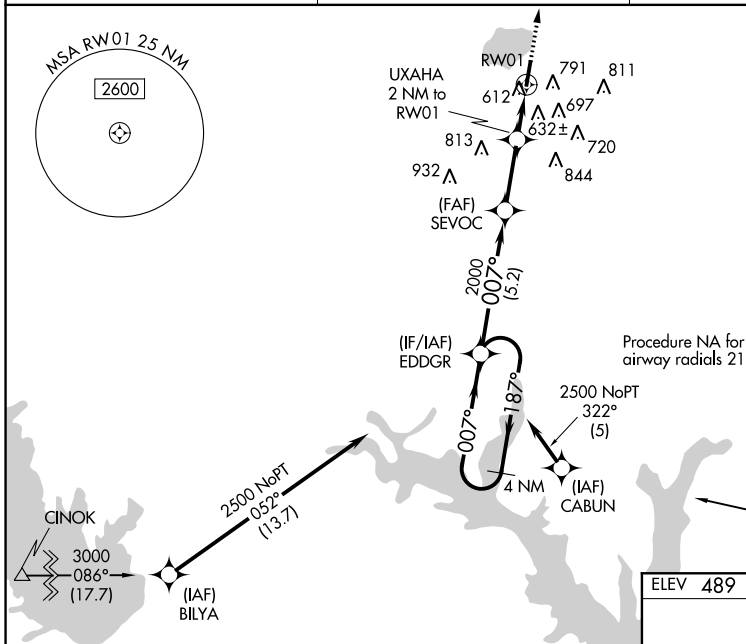 MSA RW01 25 NM
2600
RW01
791
811
UXAHA
2 NM to
RW01
612
697
632±
720
813
844
932
(FAF)
SEVOC
2000
007°
(5.2)
(IF/IAF)
EDDGR
Procedure NA for
airway radials 21
187°
007°
2500 NoPT
322°
(5)
4 NM
(IAF)
CABUN
2500 NoPT
052°
(13.7)
CINOK
3000
086°
(17.7)
(IAF)
BILYA
ELEV 489